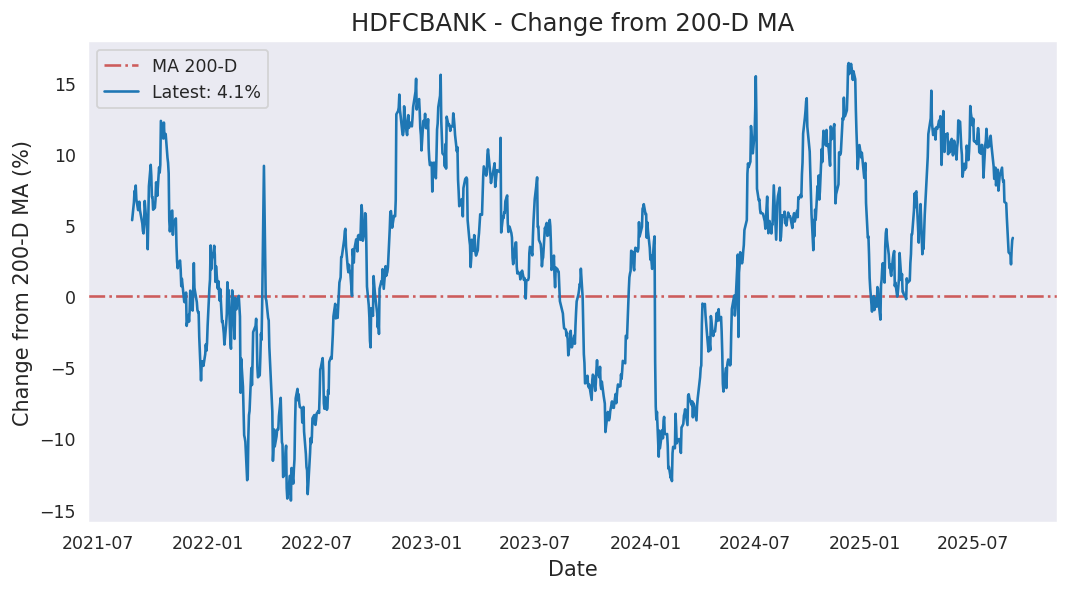 HDFCBANK - Change from 200-D MA
MA 200-D
Latest: 4.1%
Change from 200-D MA (%)
15
10
5
0
−5
−10
−15
2021-07 2022-01 2022-07 2023-01 2023-07 2024-01 2024-07 2025-01 2025-07
Date